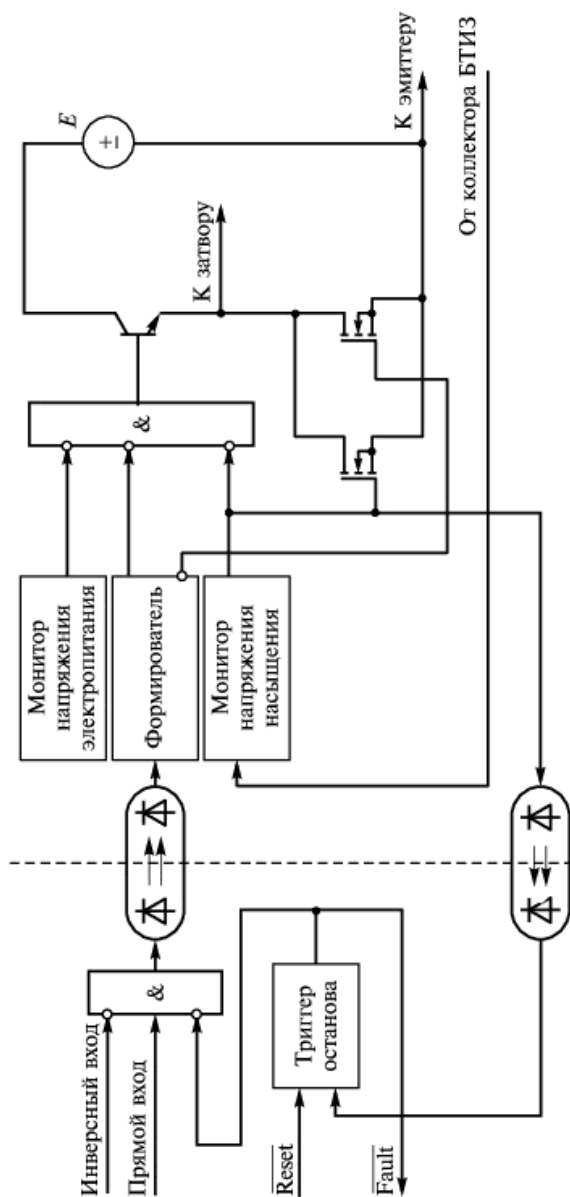 Инверсный вход
Прямой вход
Reset
Fault
&
Триггер
останова
Монитор
напряжения
электропитания
Формирователь
Монитор
напряжения
насыщения
&
E
+
−
К затвору
К эмиттеру
От коллектора БТИЗ